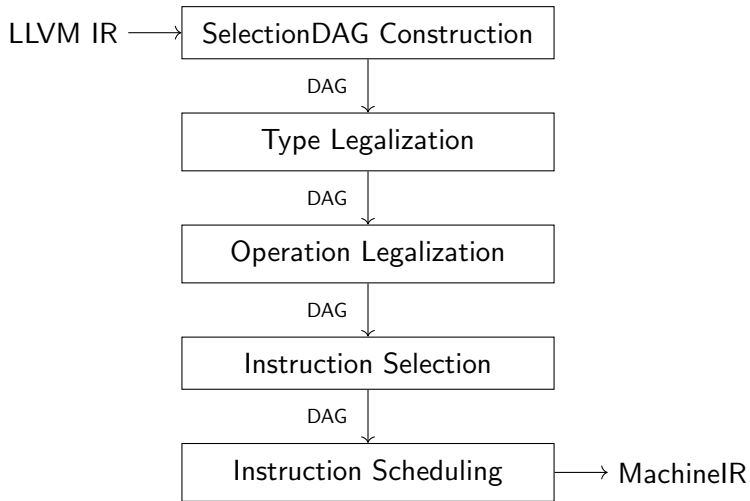 LLVM IR
SelectionDAG Construction
DAG
Type Legalization
DAG
Operation Legalization
DAG
Instruction Selection
DAG
Instruction Scheduling
MachineIR